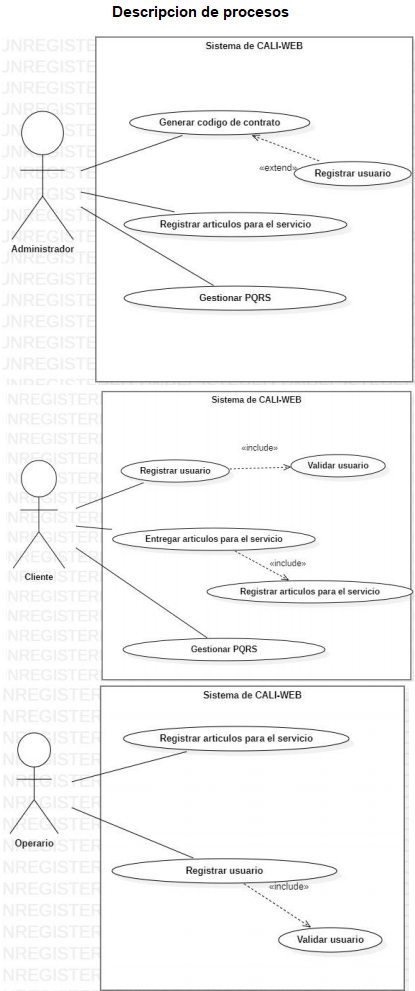 Descripcion de procesos
Sistema de CALI-WEB
Generar codigo de contrato
«extend»
Registrar usuario
Registrar articulos para el servicio
Administrador
Gestionar PQRS
Sistema de CALI-WEB
«include»
Registrar usuario
Validar usuario
Entregar articulos para el servicio
«include»
Cliente
Registrar articulos para el servicio
Gestionar PQRS
Sistema de CALI-WEB
Registrar articulos para el servicio
Operario
Registrar usuario
«include»
Validar usuario